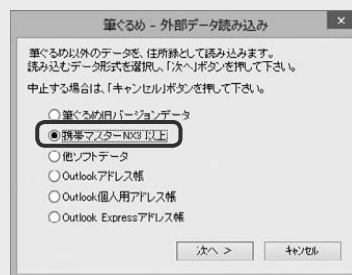 筆ぐるめ - 外部データ読み込み
x
筆ぐるめ以外のデータを、住所録として読み込みます。
読み込むデータ形式を選択し、「次へ」ボタンを押して下さい。
中止する場合は、「キャンセル」ボタンを押して下さい。
筆ぐるめ旧バージョンデータ
携帯マスターNX3 以上
他ソフトデータ
Outlookアドレス帳
Outlook個人用アドレス帳
Outlook Expressアドレス帳
次へ >
キャンセル